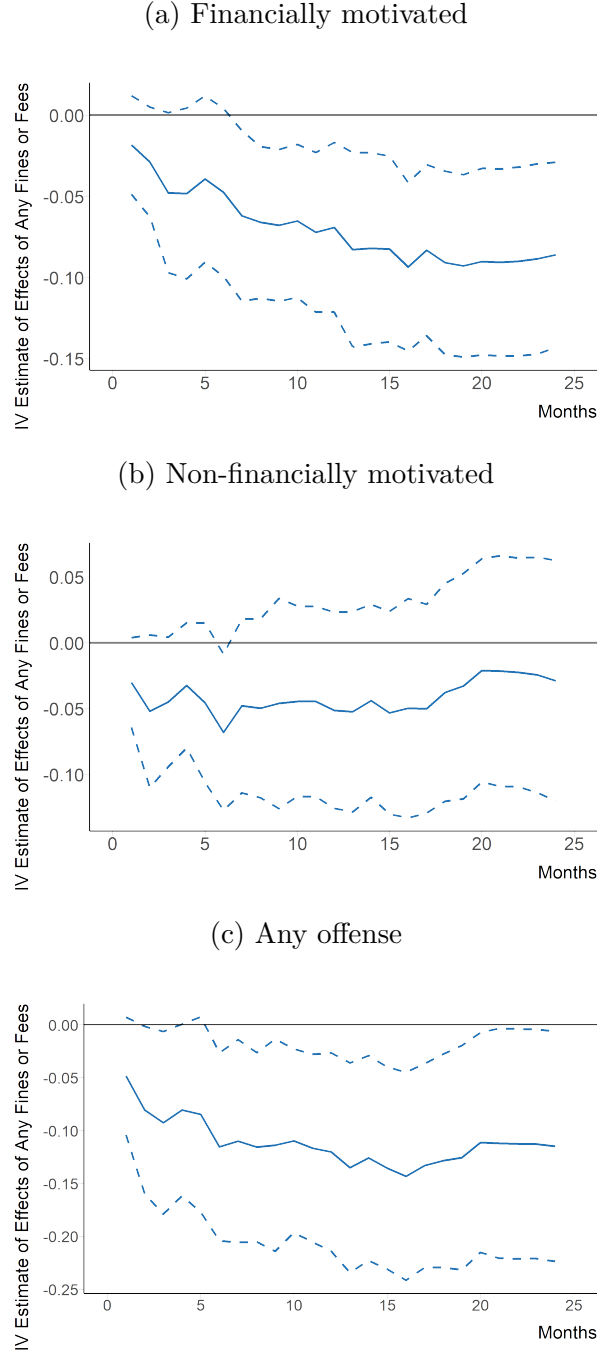 (a) Financially motivated
IV Estimate of Effects of Any Fines or Fees
0.00
-0.05
-0.10
-0.15
0 5 10 15 20 25
Months
(b) Non-financially motivated
IV Estimate of Effects of Any Fines or Fees
0.05
0.00
-0.05
-0.10
0 5 10 15 20 25
Months
(c) Any offense
IV Estimate of Effects of Any Fines or Fees
0.00
-0.05
-0.10
-0.15
-0.20
-0.25
0 5 10 15 20 25
Months